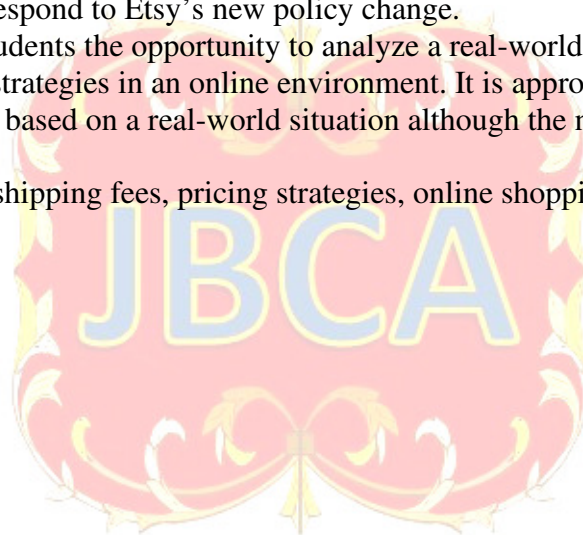 espond to Etsy's new policy change.
udents the opportunity to analyze a real-world
strategies in an online environment. It is appro
based on a real-world situation although the
shipping fees, pricing strategies, online shoppi
JBCA